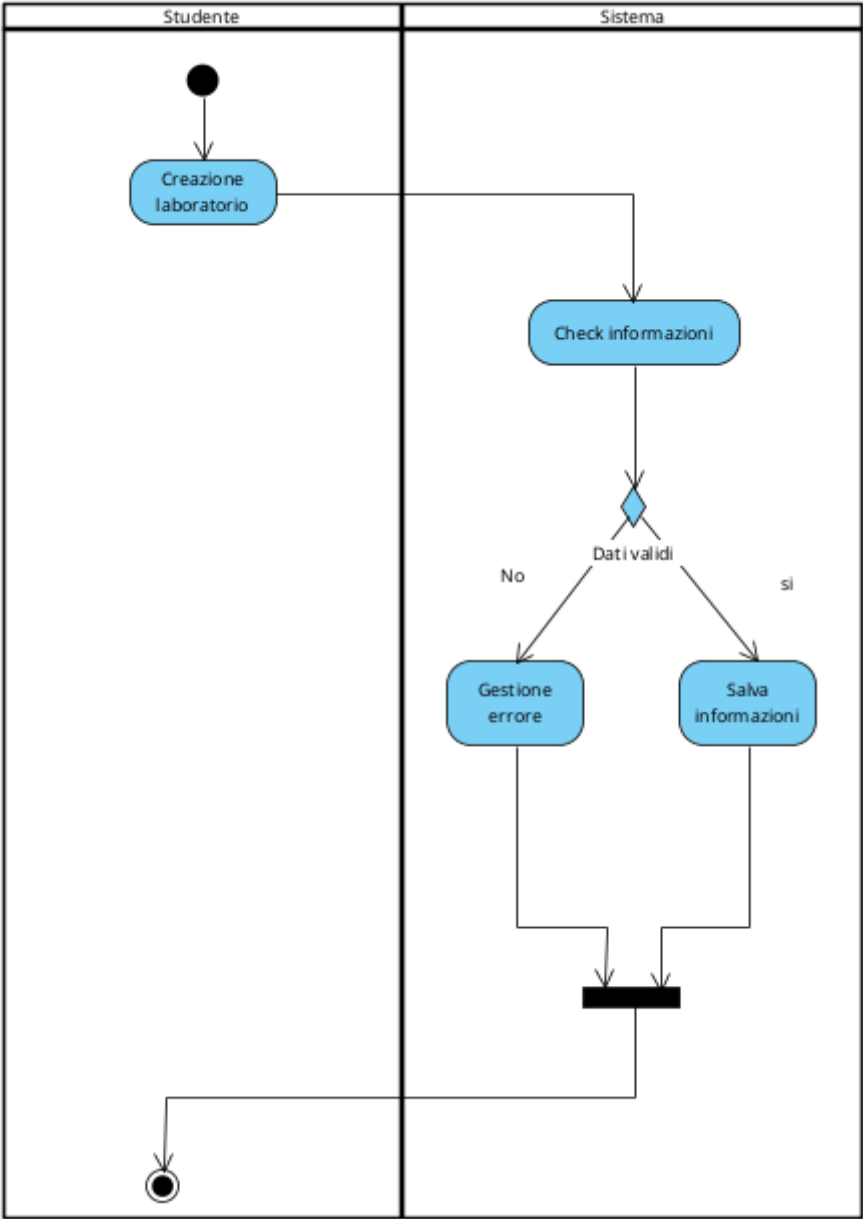 Studente
Sistema
Creazione
laboratorio
Check informazioni
Dati validi
No
si
Gestione
errore
Salva
informazioni